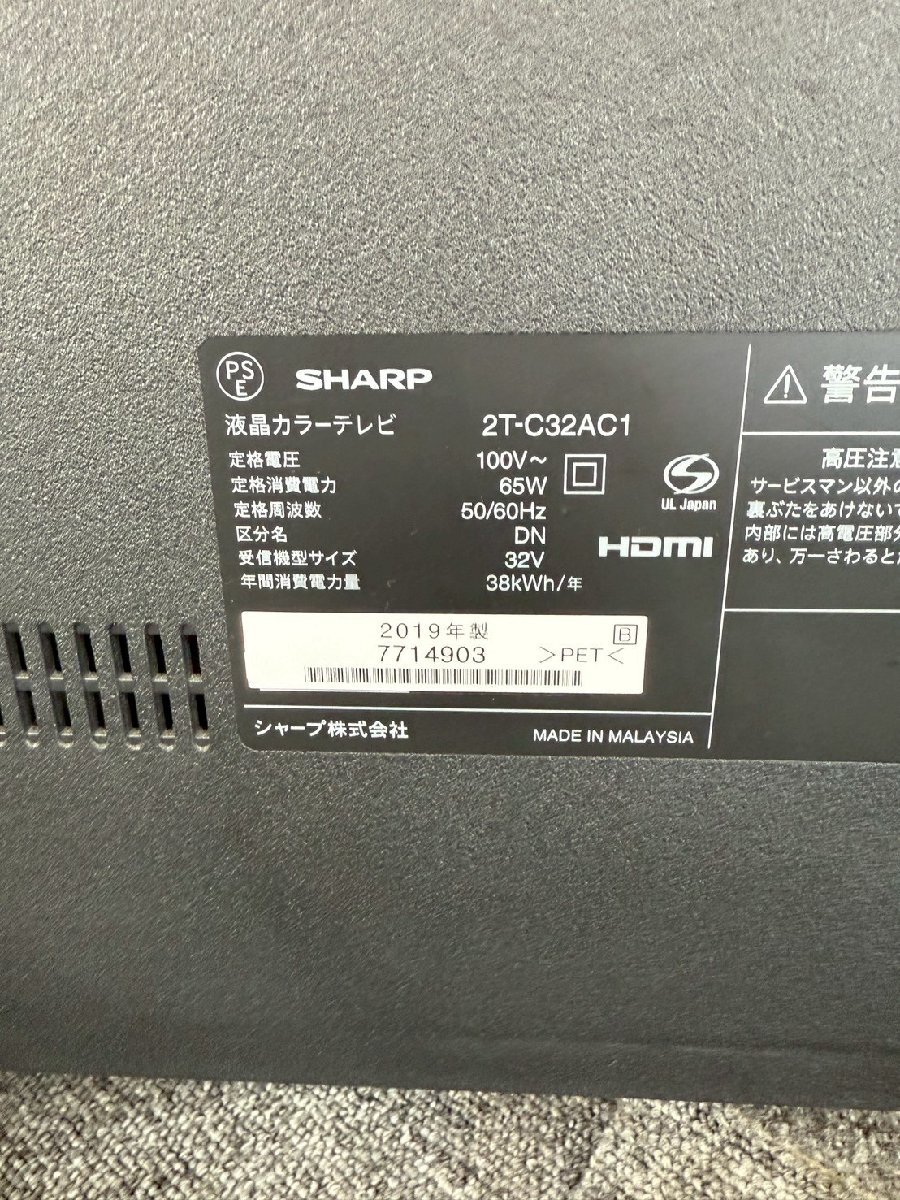 PS
E
SHARP
液晶カラーテレビ 2T-C32AC1
定格電圧 100V～
定格消費電力 65W
定格周波数 50/60Hz
区分名 DN
受信機型サイズ 32V
年間消費電力量 38kWh/年
UL Japan
HDMI
2019年製 B
7714903 >PET<
シャープ株式会社 MADE IN MALAYSIA
警告
高圧注意
サービスマン以外の
裏ぶたをあけないで
内部には高電圧部分
あり、万一さわると